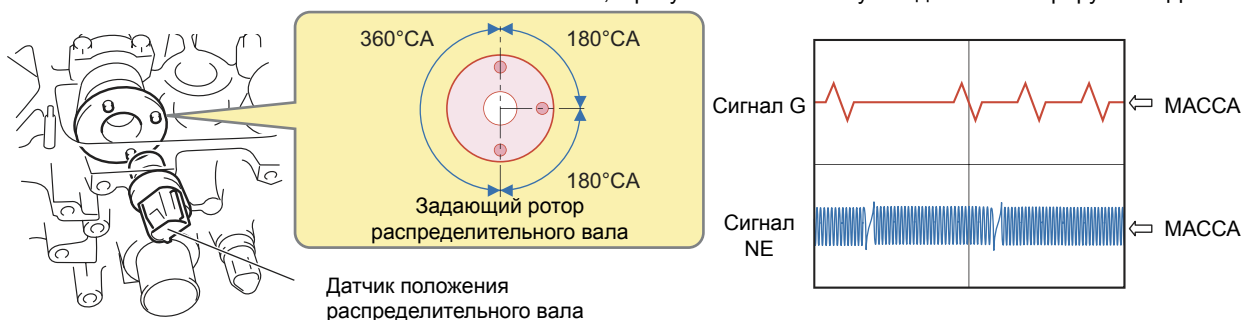 360°CA
180°CA
180°CA
Задающий ротор
распределительного вала
Датчик положения
распределительного вала
Сигнал G
МАССА
Сигнал
NE
МАССА